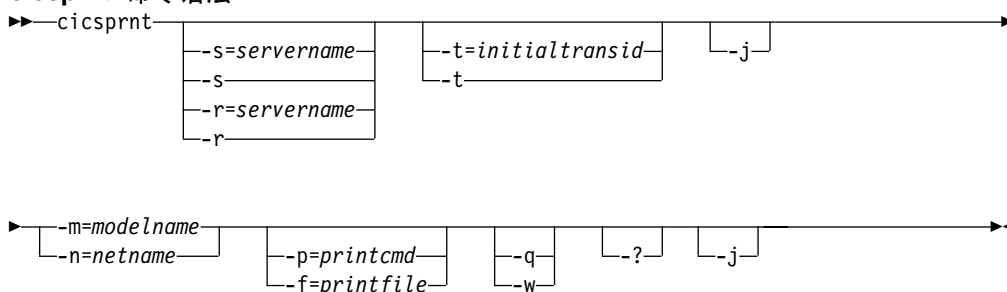 cicsprnt
-s=servername -t=initialtransid -j
-s -t
-r=servername
-r
-m=modelname -p=printcmd -q -? -j
-n=netname -f=printfile -w